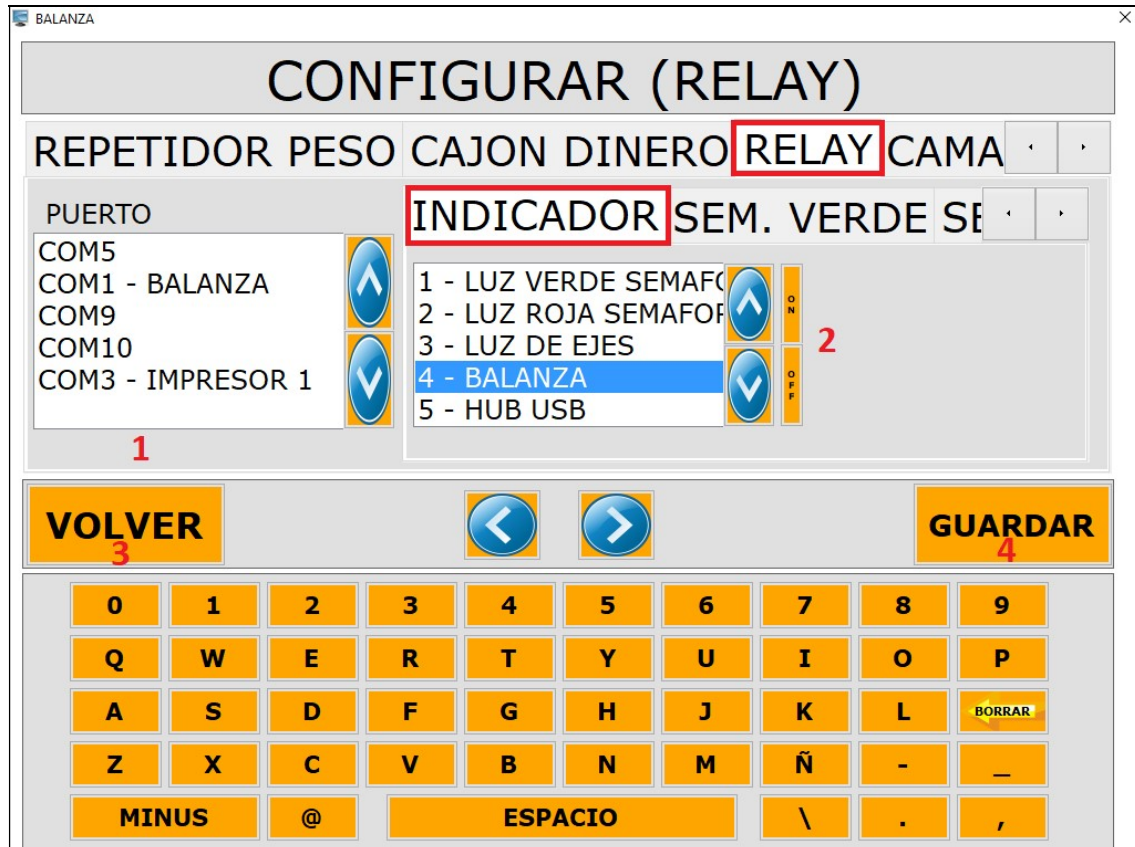 BALANZA
CONFIGURAR (RELAY)
REPETIDOR PESO CAJON DINERO RELAY CAMA
PUERTO
COM5
COM1 - BALANZA
COM9
COM10
COM3 - IMPRESOR 1
1
INDICADOR SEM. VERDE SE
1 - LUZ VERDE SEMAFO
2 - LUZ ROJA SEMAFOR
3 - LUZ DE EJES
4 - BALANZA
5 - HUB USB
ON
OFF
2
VOLVER
3
GUARDAR
4
0 1 2 3 4 5 6 7 8 9
Q W E R T Y U I O P
A S D F G H J K L BORRAR
Z X C V B N M Ñ - _
MINUS @ ESPACIO \ . ,